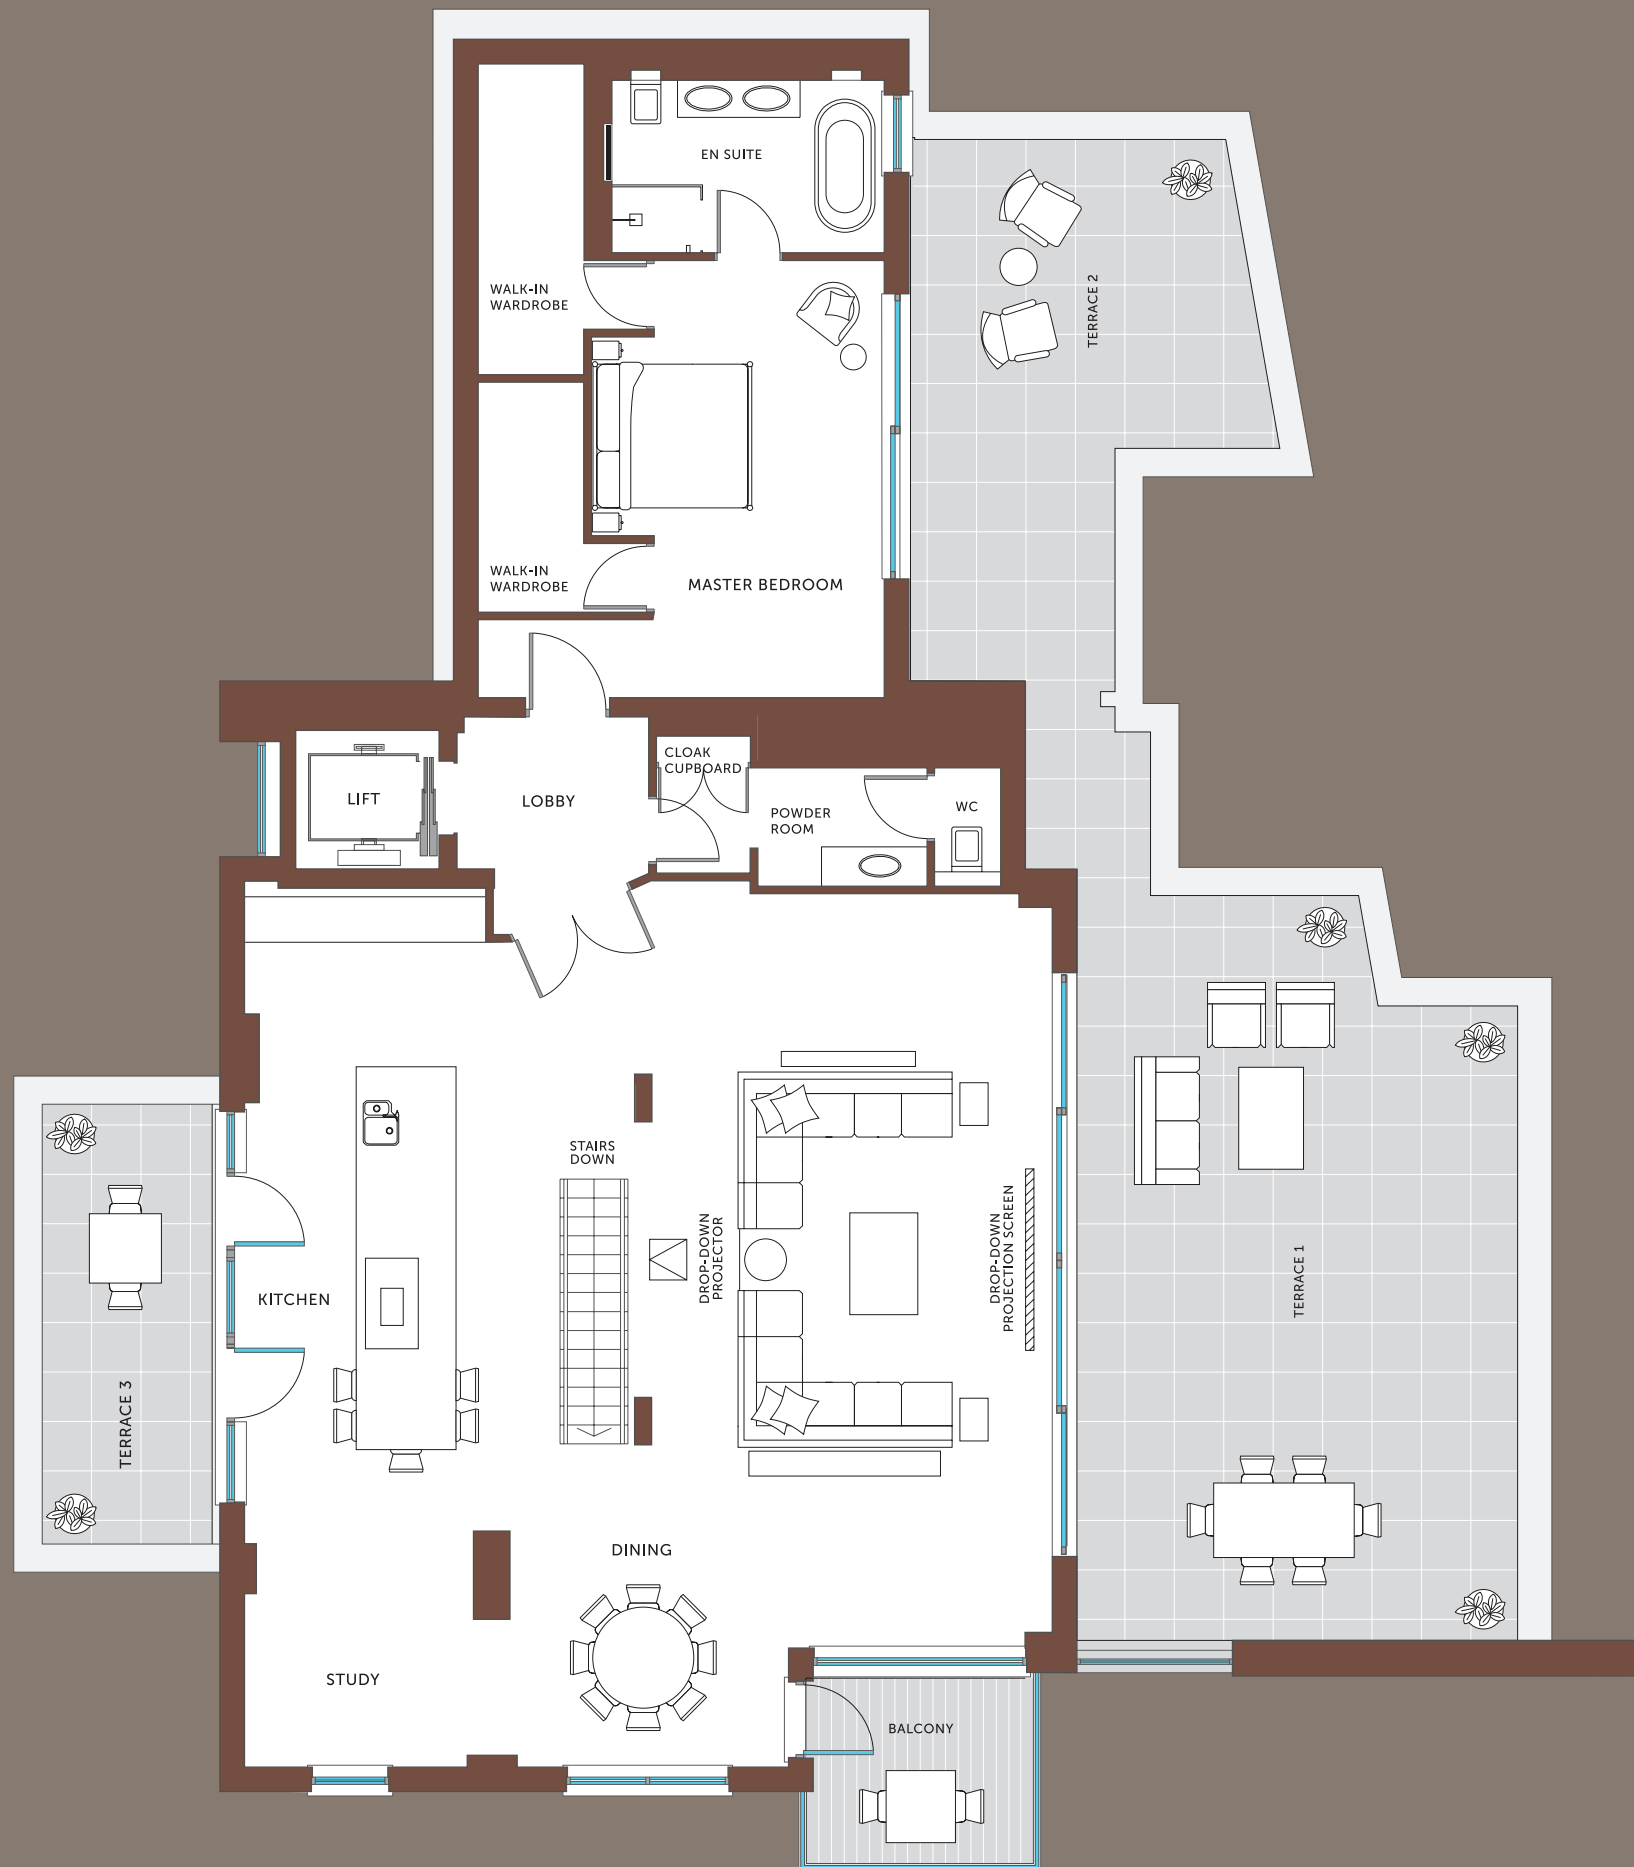 EN SUITE
WALK-IN
WARDROBE
TERRACE 2
WALK-IN
WARDROBE
MASTER BEDROOM
CLOAK
CUPBOARD
LIFT
LOBBY
POWDER
ROOM
WC
STAIRS
DOWN
DROP-DOWN
PROJECTOR
DROP-DOWN
PROJECTION SCREEN
TERRACE 1
KITCHEN
TERRACE 3
DINING
STUDY
BALCONY